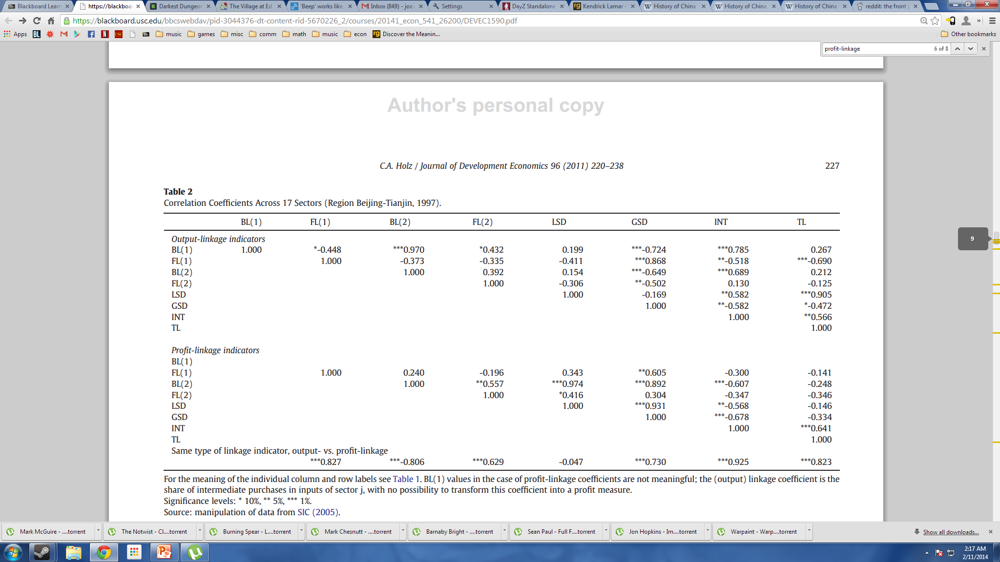 Blackboard Learn
https://blackboa
Darkest Dungeon
The Village at Ed
'Beep' works like
Inbox (849) - joe.
Settings
DayZ Standalone
Kendrick Lamar -
History of China
History of China
History of China
reddit: the front p
https://blackboard.usc.edu/bbcswebdav/pid-3044376-dt-content-rid-5670226_2/courses/20141_econ_541_26200/DEVEC1590.pdf
Apps BL music games misc comm math music econ Discover the Meanin... Other bookmarks
profit-linkage 6 of 8
Author's personal copy
C.A. Holz / Journal of Development Economics 96 (2011) 220–238 227
Table 2
Correlation Coefficients Across 17 Sectors (Region Beijing-Tianjin, 1997).
BL(1) FL(1) BL(2) FL(2) LSD GSD INT TL
Output-linkage indicators
BL(1) 1.000 *-0.448 ***0.970 *0.432 0.199 ***-0.724 ***0.785 0.267
FL(1) 1.000 -0.373 -0.335 -0.411 ***0.868 **-0.518 ***-0.690
BL(2) 1.000 0.392 0.154 ***-0.649 ***0.689 0.212
FL(2) 1.000 -0.306 **-0.502 0.130 -0.125
LSD 1.000 -0.169 **0.582 ***0.905
GSD 1.000 **-0.582 *-0.472
INT 1.000 **0.566
TL 1.000
Profit-linkage indicators
BL(1)
FL(1) 1.000 0.240 -0.196 0.343 **0.605 -0.300 -0.141
BL(2) 1.000 **0.557 ***0.974 ***0.892 ***-0.607 -0.248
FL(2) 1.000 *0.416 0.304 -0.347 -0.346
LSD 1.000 ***0.931 **-0.568 -0.146
GSD 1.000 ***-0.678 -0.334
INT 1.000 ***0.641
TL 1.000
Same type of linkage indicator, output- vs. profit-linkage
***0.827 ***-0.806 ***0.629 -0.047 ***0.730 ***0.925 ***0.823
For the meaning of the individual column and row labels see Table 1. BL(1) values in the case of profit-linkage coefficients are not meaningful; the (output) linkage coefficient is the
share of intermediate purchases in inputs of sector j, with no possibility to transform this coefficient into a profit measure.
Significance levels: * 10%, ** 5%, *** 1%.
Source: manipulation of data from SIC (2005).
9
Mark McGuire - ....torrent
The Notwist - Cl....torrent
Burning Spear - L....torrent
Mark Chesnutt - ....torrent
Barnaby Bright - ....torrent
Sean Paul - Full F....torrent
Jon Hopkins - Im....torrent
Warpaint - Warp....torrent
Show all downloads...
2:17 AM
2/11/2014